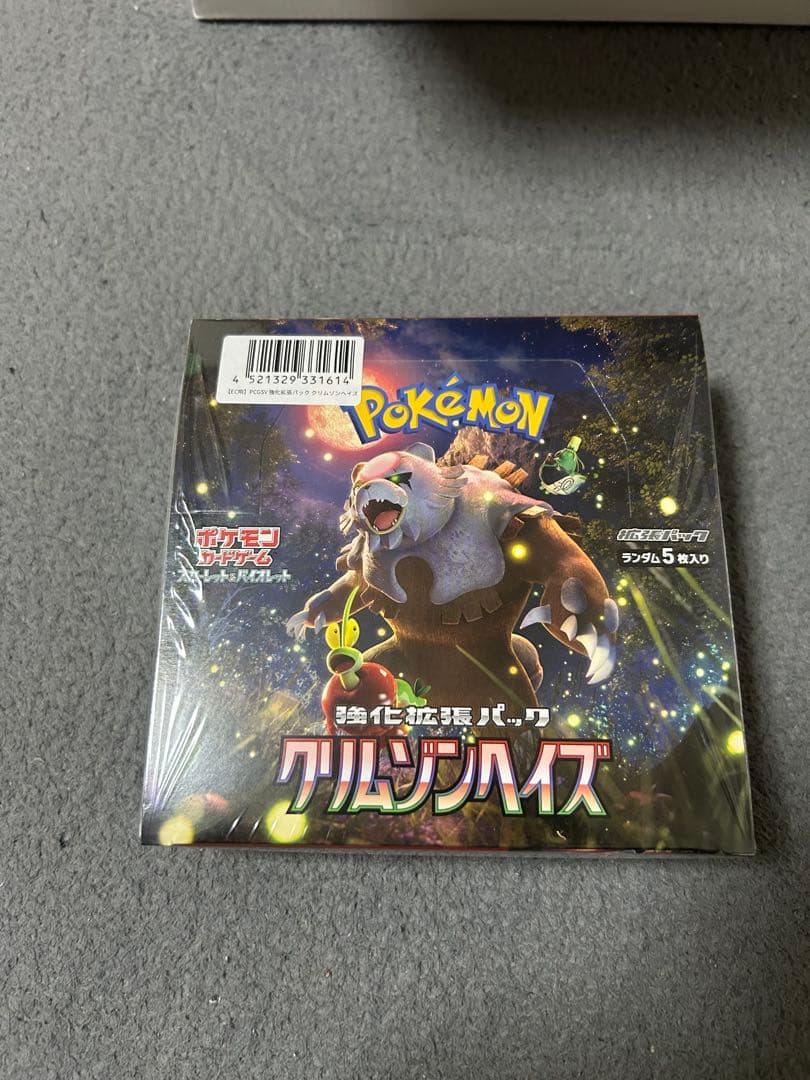 4 521329 331614
【EC用】PCGSV 強化拡張パック クリムゾンヘイズ
POKéMON
ポケモン
カードゲーム
スカーレット&バイオレット
拡張パック
ランダム5枚入り
強化拡張パック
クリムゾンヘイズ